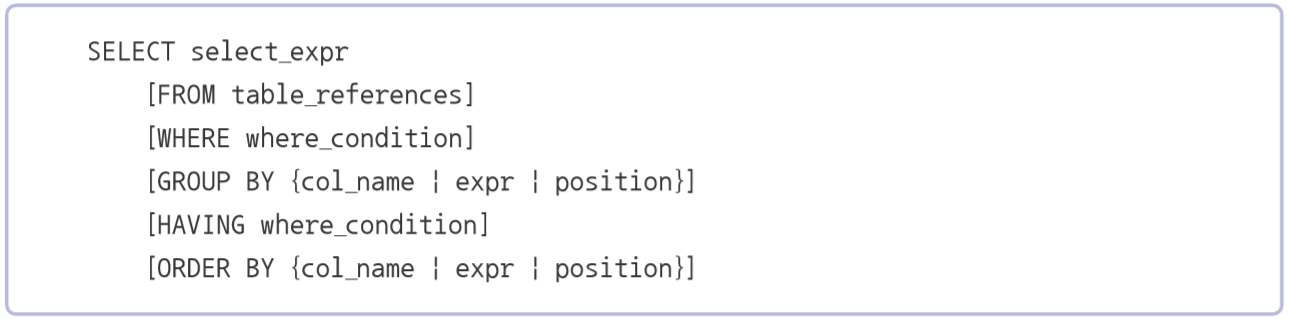 SELECT select_expr
[FROM table_references]
[WHERE where_condition]
[GROUP BY {col_name | expr | position}]
[HAVING where_condition]
[ORDER BY {col_name | expr | position}]